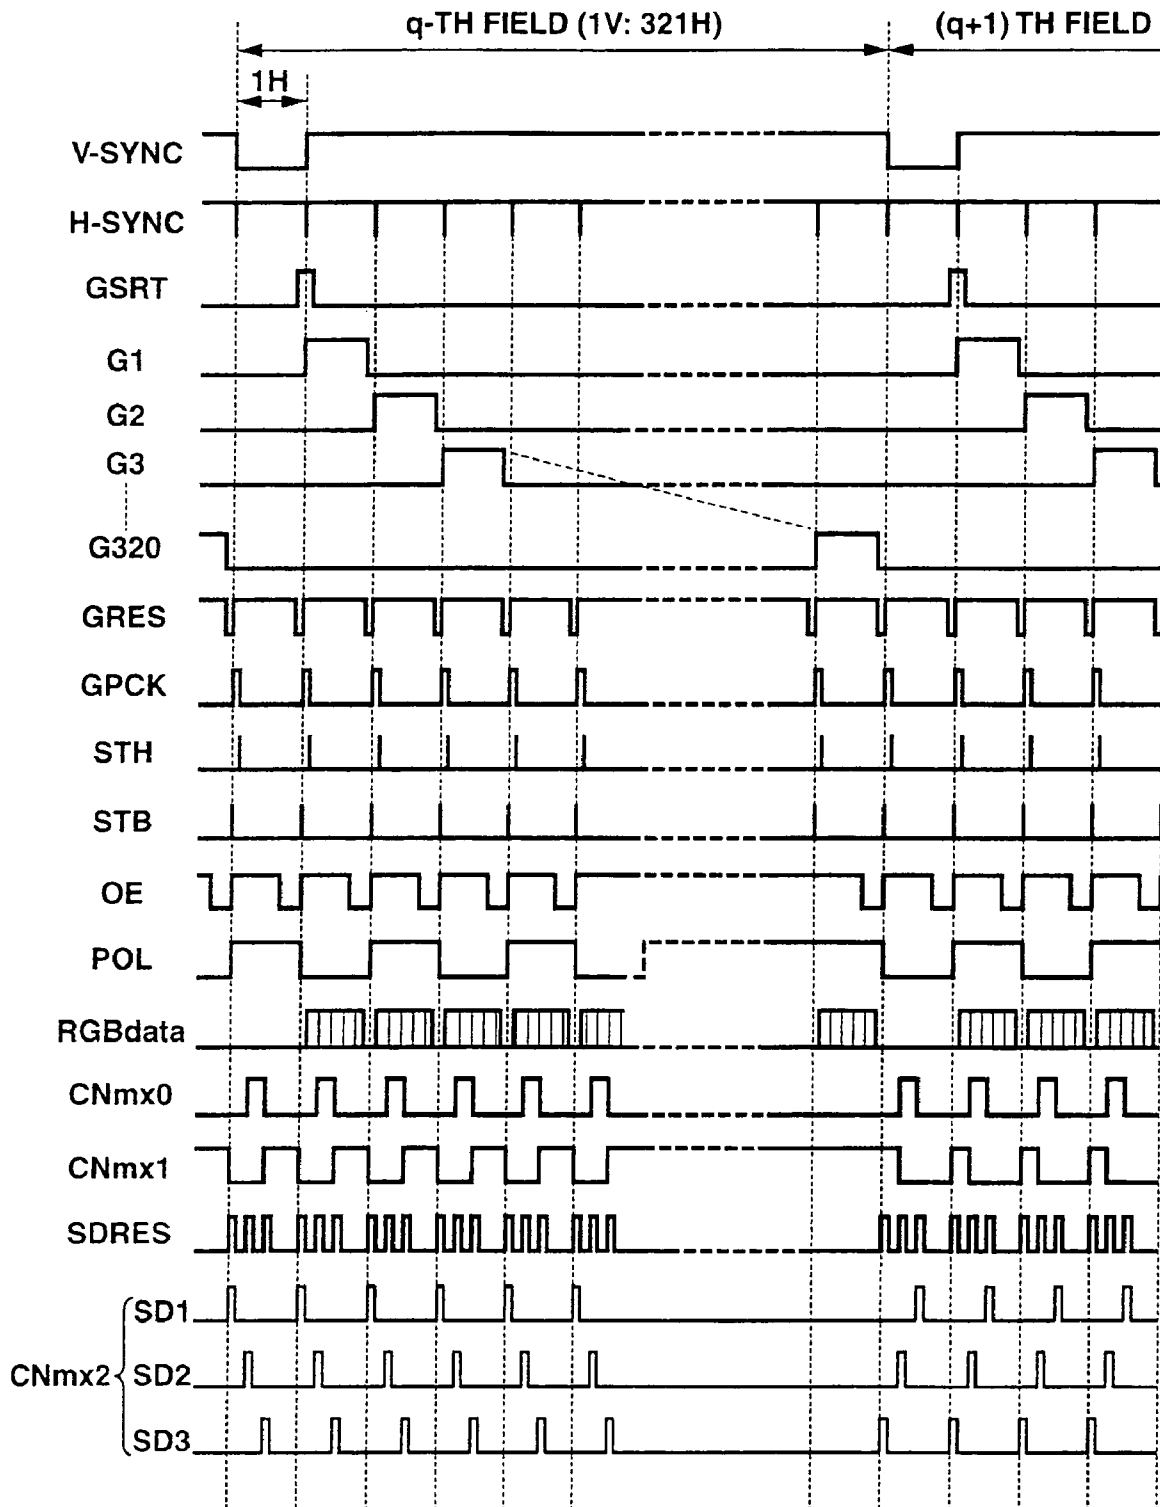 q-TH FIELD (1V: 321H) (q+1) TH FIELD
1H
V-SYNC
H-SYNC
GSRT
G1
G2
G3
G320
GRES
GPCK
STH
STB
OE
POL
RGBdata
CNmx0
CNmx1
SDRES
SD1
CNmx2 SD2
SD3